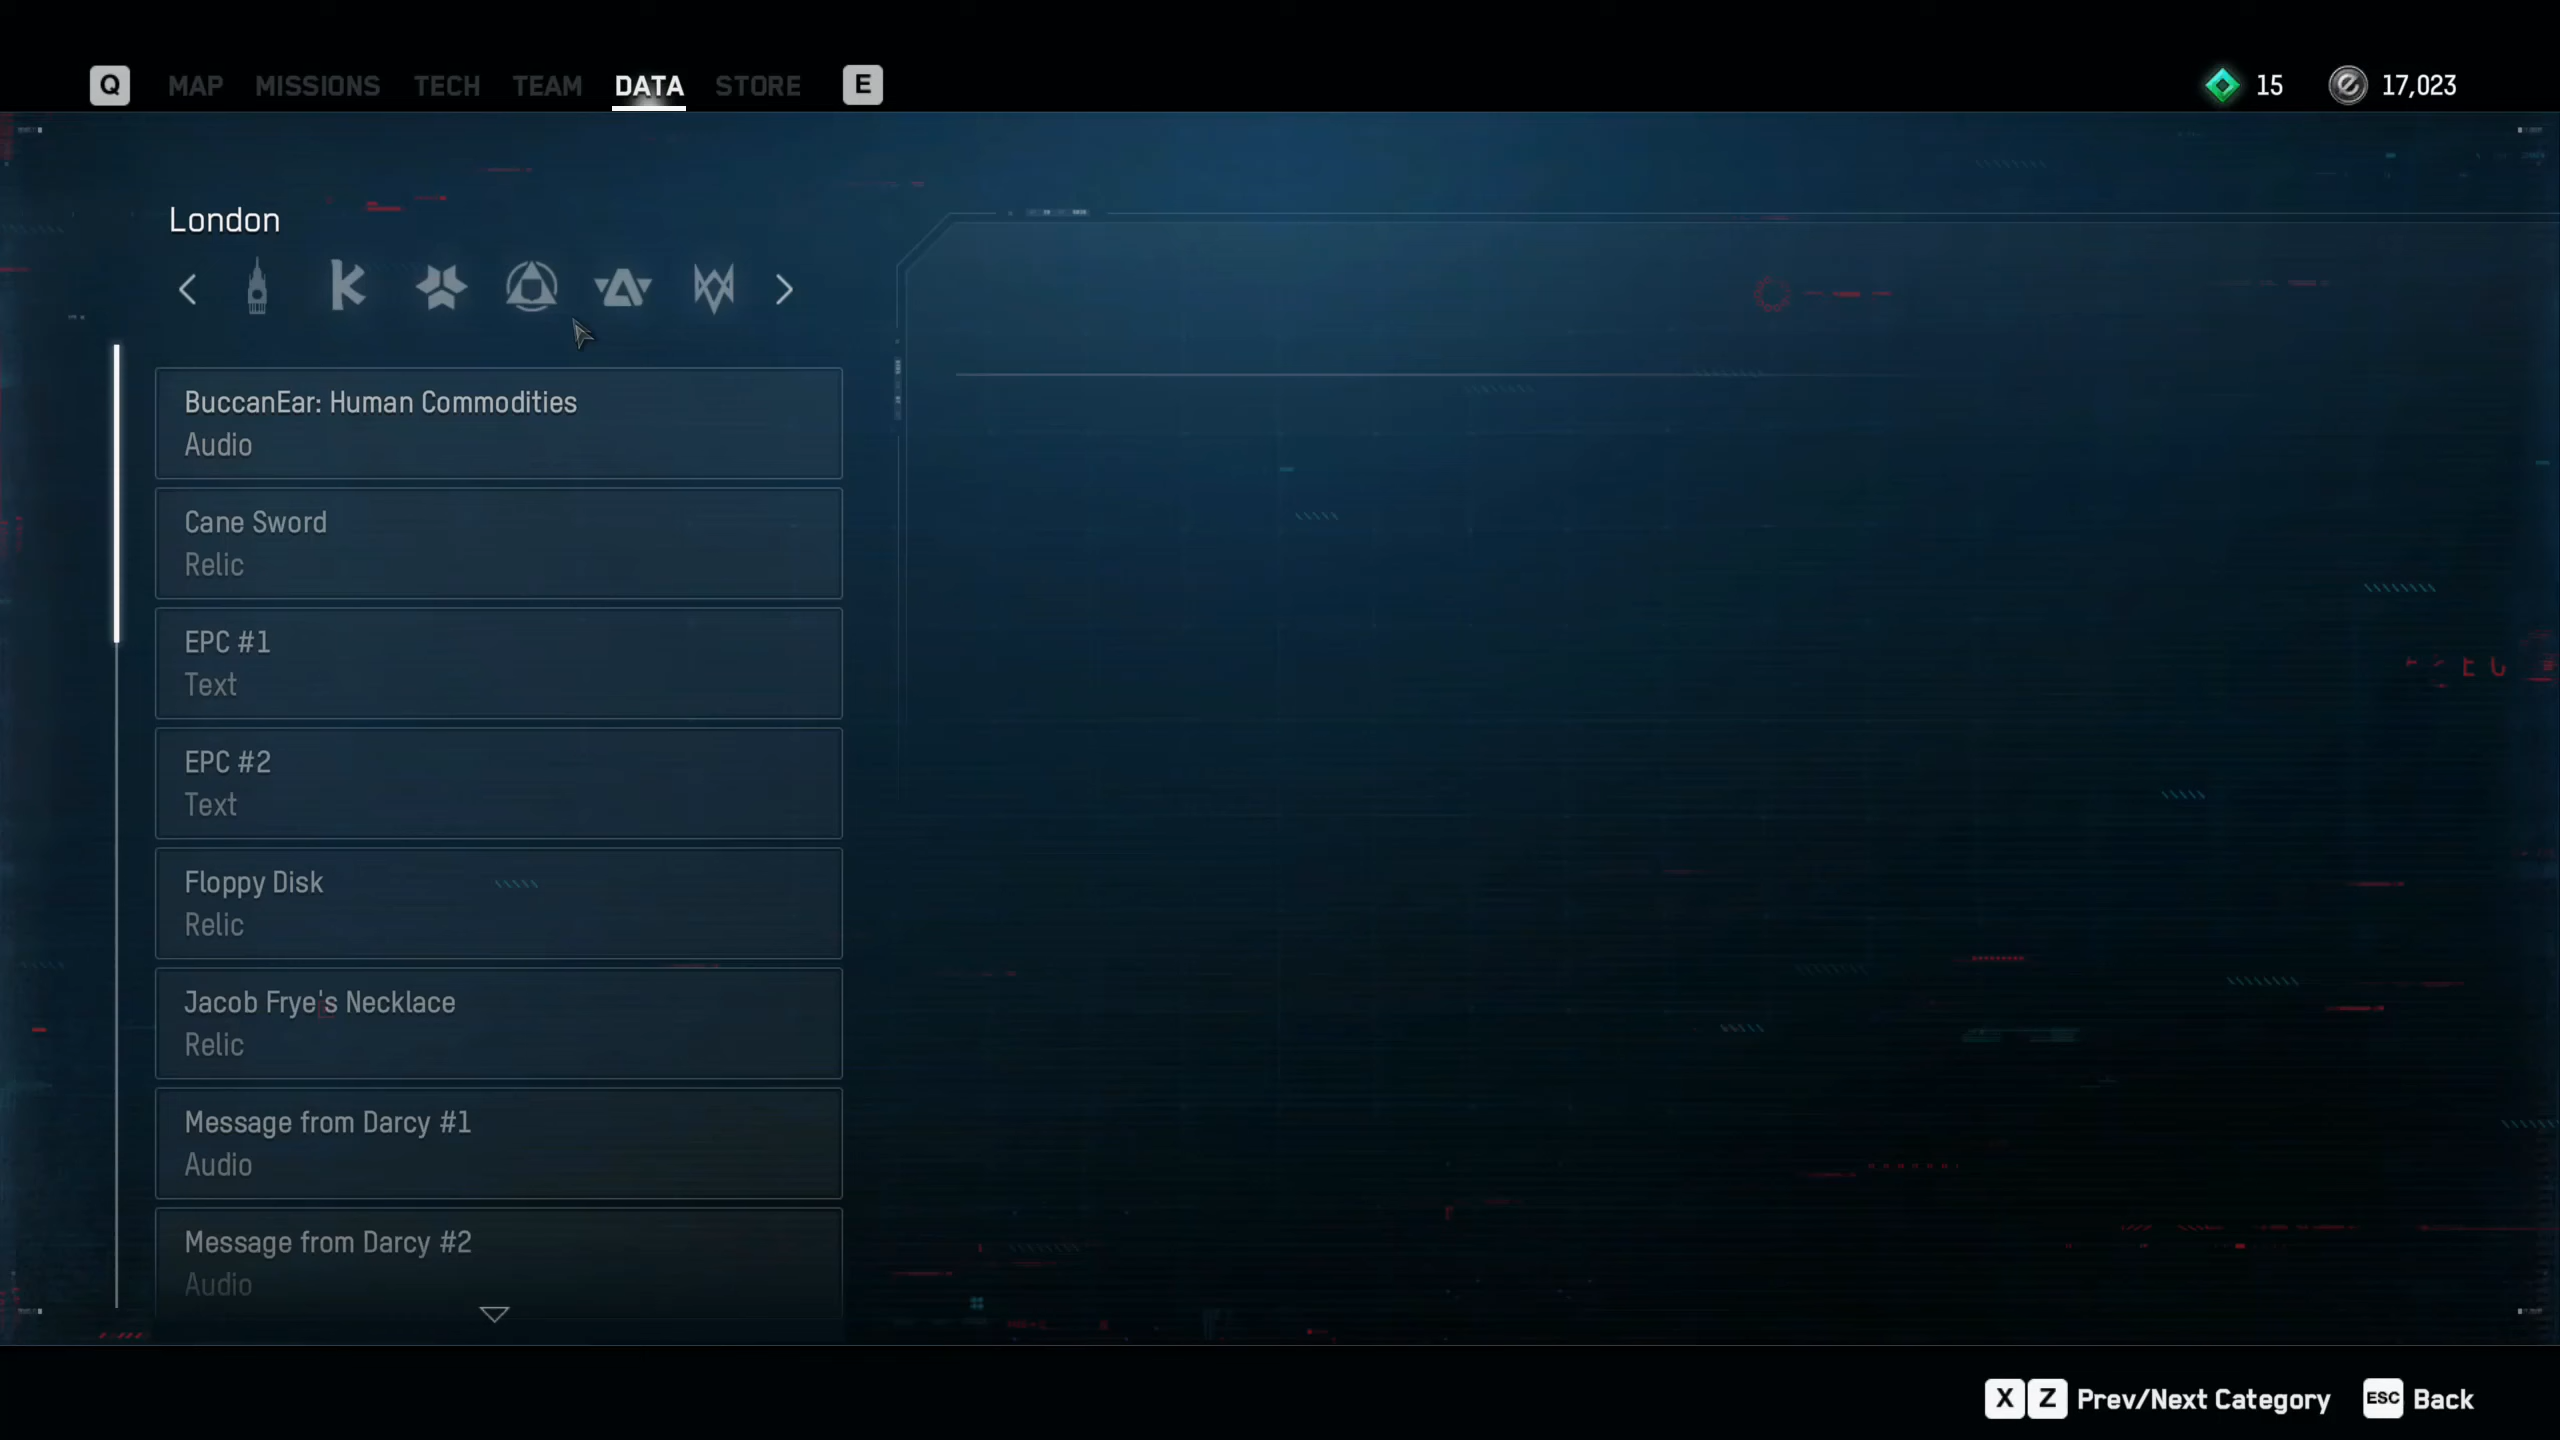 Q MAP MISSIONS TECH TEAM DATA STORE E 15 17,023
London
BuccanEar: Human Commodities
Audio
Cane Sword
Relic
EPC #1
Text
EPC #2
Text
Floppy Disk
Relic
Jacob Frye's Necklace
Relic
Message from Darcy #1
Audio
Message from Darcy #2
Audio
X Z Prev/Next Category ESC Back